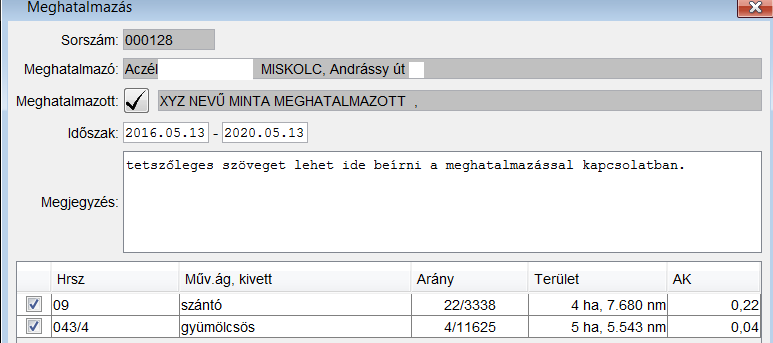 Meghatalmazás
Sorszám: 000128
Meghatalmazó: Aczél MISKOLC, Andrássy út
Meghatalmazott: XYZ NEVŰ MINTA MEGHATALMAZOTT ,
Időszak: 2016.05.13 - 2020.05.13
Megjegyzés: tetszőleges szöveget lehet ide beírni a meghatalmazással kapcsolatban.
Hrsz Műv.ág, kivett Arány Terület AK
09 szántó 22/3338 4 ha, 7.680 nm 0,22
043/4 gyümölcsös 4/11625 5 ha, 5.543 nm 0,04